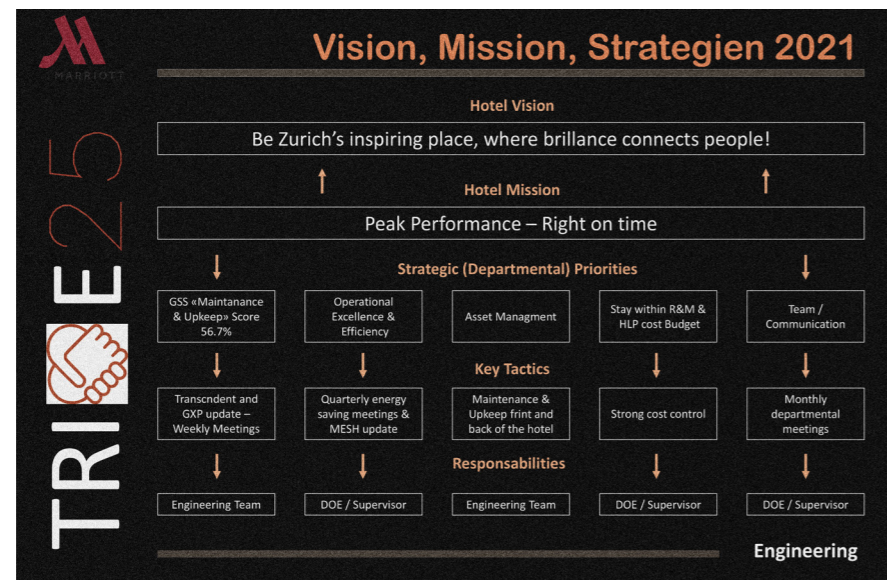 Vision, Mission, Strategien 2021
MARRIOTT
TRIBE 25
Hotel Vision
Be Zurich's inspiring place, where brillance connects people!
Hotel Mission
Peak Performance – Right on time
Strategic (Departmental) Priorities
GSS «Maintanance
& Upkeep» Score
56.7%
Operational
Excellence &
Efficiency
Asset Managment
Stay within R&M &
HLP cost Budget
Team /
Communication
Key Tactics
Transcndent and
GXP update –
Weekly Meetings
Quarterly energy
saving meetings &
MESH update
Maintenance &
Upkeep frint and
back of the hotel
Strong cost control
Monthly
departmental
meetings
Responsabilities
Engineering Team
DOE / Supervisor
Engineering Team
DOE / Supervisor
DOE / Supervisor
Engineering